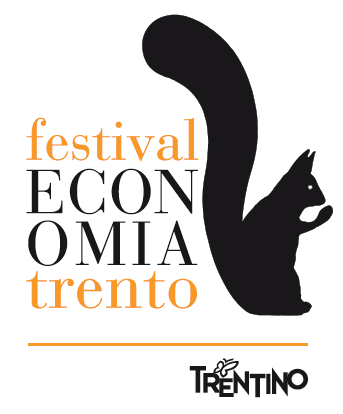 festival
ECON
OMIA
trento
TRENTINO